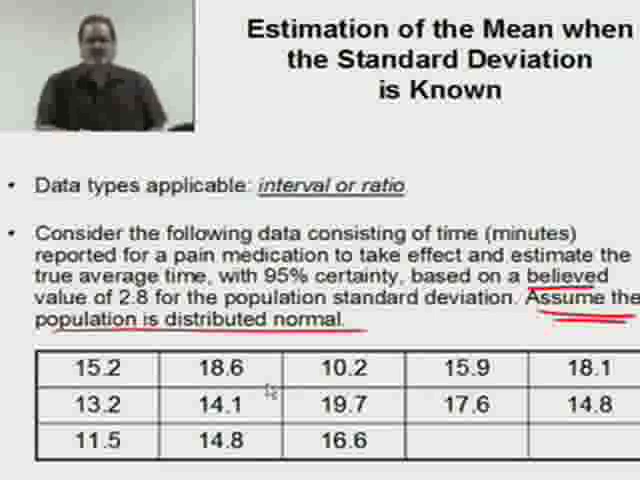 Estimation of the Mean when
the Standard Deviation
is Known
• Data types applicable: interval or ratio
• Consider the following data consisting of time (minutes)
reported for a pain medication to take effect and estimate the
true average time, with 95% certainty, based on a believed
value of 2.8 for the population standard deviation. Assume the
population is distributed normal.
15.2 18.6 10.2 15.9 18.1
13.2 14.1 19.7 17.6 14.8
11.5 14.8 16.6